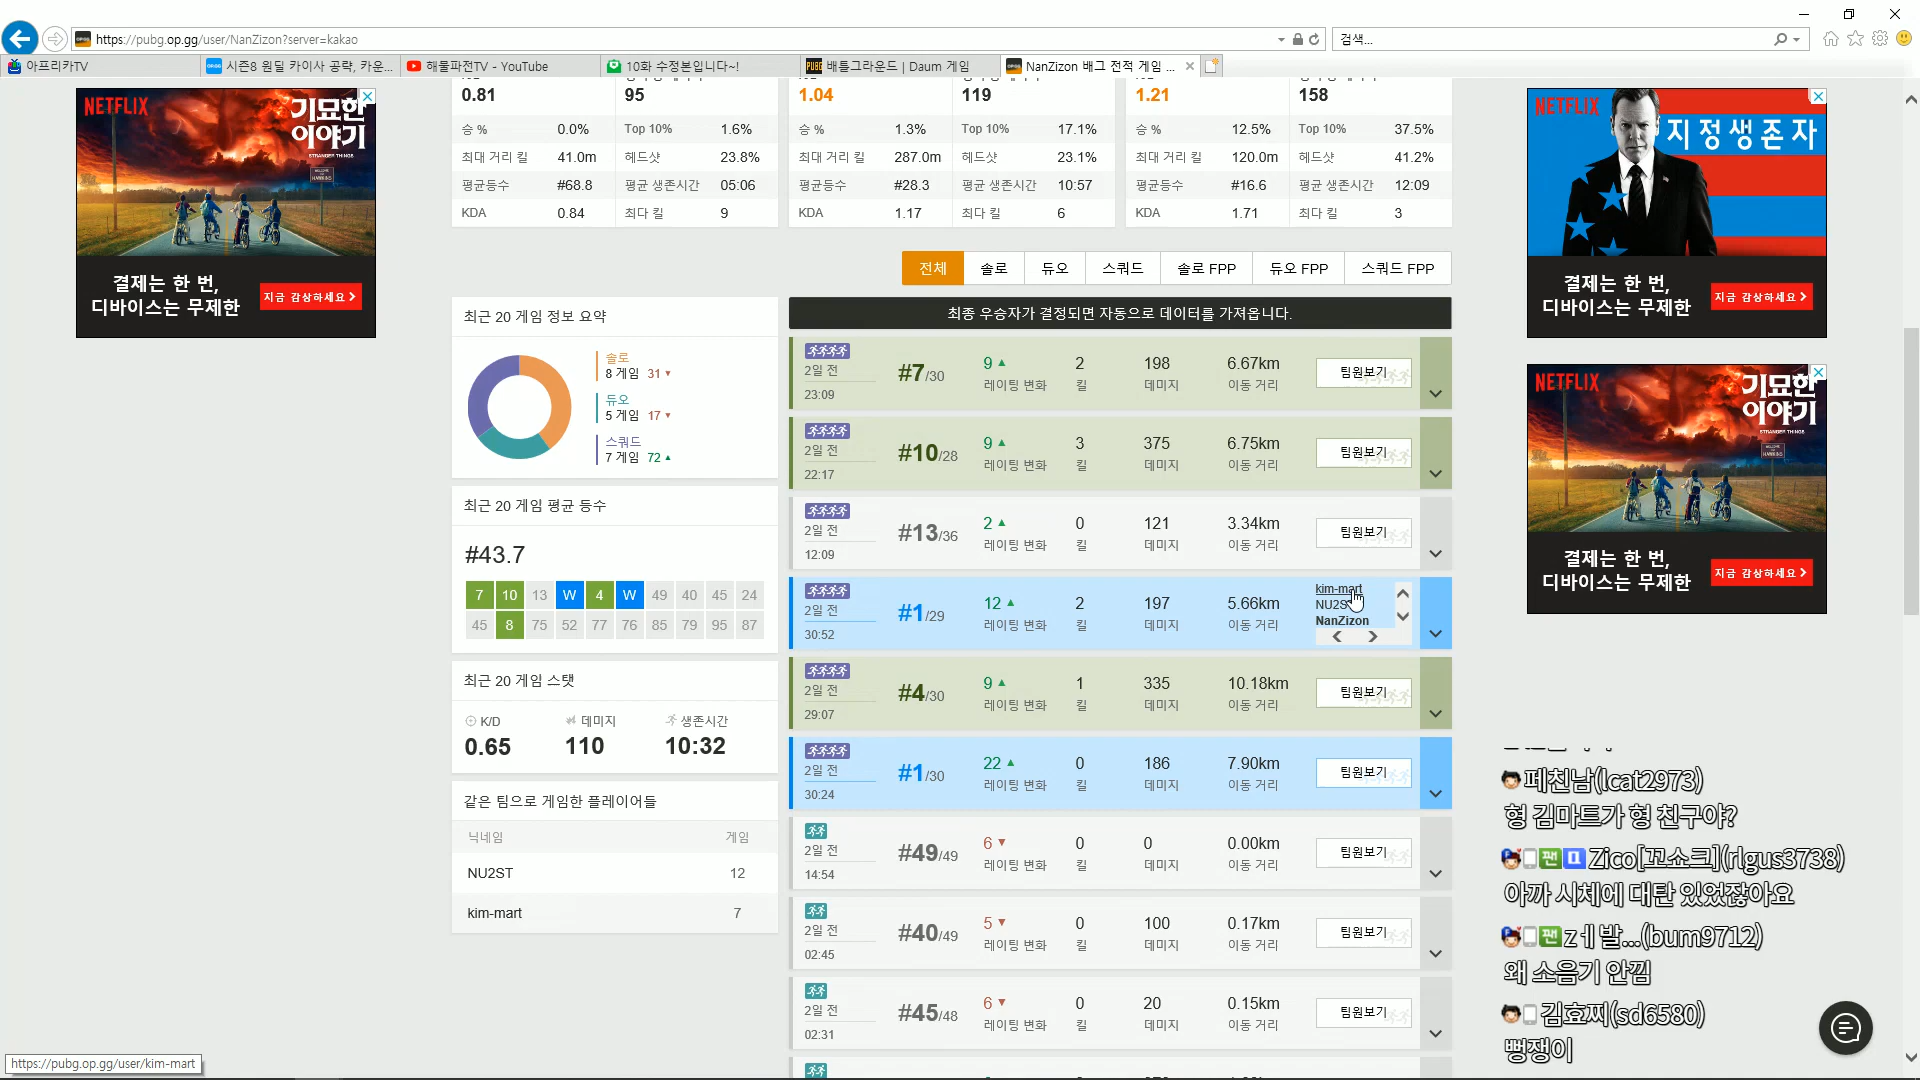 https://pubg.op.gg/user/NanZizon?server=kakao
검색...
아프리카TV
시즌8 원딜 카이사 공략, 카운...
해물파전TV - YouTube
10화 수정본입니다~!
배틀그라운드 | Daum 게임
NanZizon 배그 전적 게임 ...
NETFLIX
기묘한
이야기
STRANGER THINGS
결제는 한 번,
디바이스는 무제한
지금 감상하세요
0.81
95
승 %
0.0%
Top 10%
1.6%
최대 거리 킬
41.0m
헤드샷
23.8%
평균등수
#68.8
평균 생존시간
05:06
KDA
0.84
최다 킬
9
1.04
119
승 %
1.3%
Top 10%
17.1%
최대 거리 킬
287.0m
헤드샷
23.1%
평균등수
#28.3
평균 생존시간
10:57
KDA
1.17
최다 킬
6
1.21
158
승 %
12.5%
Top 10%
37.5%
최대 거리 킬
120.0m
헤드샷
41.2%
평균등수
#16.6
평균 생존시간
12:09
KDA
1.71
최다 킬
3
전체
솔로
듀오
스쿼드
솔로 FPP
듀오 FPP
스쿼드 FPP
최근 20 게임 정보 요약
솔로
8 게임 31
듀오
5 게임 17
스쿼드
7 게임 72
최근 20 게임 평균 등수
#43.7
7 10 13 W 4 W 49 40 45 24
45 8 75 52 77 76 85 79 95 87
최근 20 게임 스탯
K/D
데미지
생존시간
0.65
110
10:32
같은 팀으로 게임한 플레이어들
닉네임
게임
NU2ST
12
kim-mart
7
최종 우승자가 결정되면 자동으로 데이터를 가져옵니다.
2일 전
23:09
#7/30
9
레이팅 변화
2
킬
198
데미지
6.67km
이동 거리
팀원보기
2일 전
22:17
#10/28
9
레이팅 변화
3
킬
375
데미지
6.75km
이동 거리
팀원보기
2일 전
12:09
#13/36
2
레이팅 변화
0
킬
121
데미지
3.34km
이동 거리
팀원보기
2일 전
30:52
#1/29
12
레이팅 변화
2
킬
197
데미지
5.66km
이동 거리
kim-mart
NanZizon
2일 전
29:07
#4/30
9
레이팅 변화
1
킬
335
데미지
10.18km
이동 거리
팀원보기
2일 전
30:24
#1/30
22
레이팅 변화
0
킬
186
데미지
7.90km
이동 거리
팀원보기
2일 전
14:54
#49/49
6
레이팅 변화
0
킬
0
데미지
0.00km
이동 거리
팀원보기
2일 전
02:45
#40/49
5
레이팅 변화
0
킬
100
데미지
0.17km
이동 거리
팀원보기
2일 전
02:31
#45/48
6
레이팅 변화
0
킬
20
데미지
0.15km
이동 거리
팀원보기
NETFLIX
지정생존자
결제는 한 번,
디바이스는 무제한
지금 감상하세요
NETFLIX
기묘한
이야기
STRANGER THINGS
결제는 한 번,
디바이스는 무제한
지금 감상하세요
페친남(lcat2973)
형 김마트가 형 친구야?
Zico[꼬쇼크](rlgus3738)
아까 시체에 대탄 있었잖아요
zㅔ발...(bum9712)
왜 소음기 안낌
김효찌(sd6580)
뻥쟁이
https://pubg.op.gg/user/kim-mart